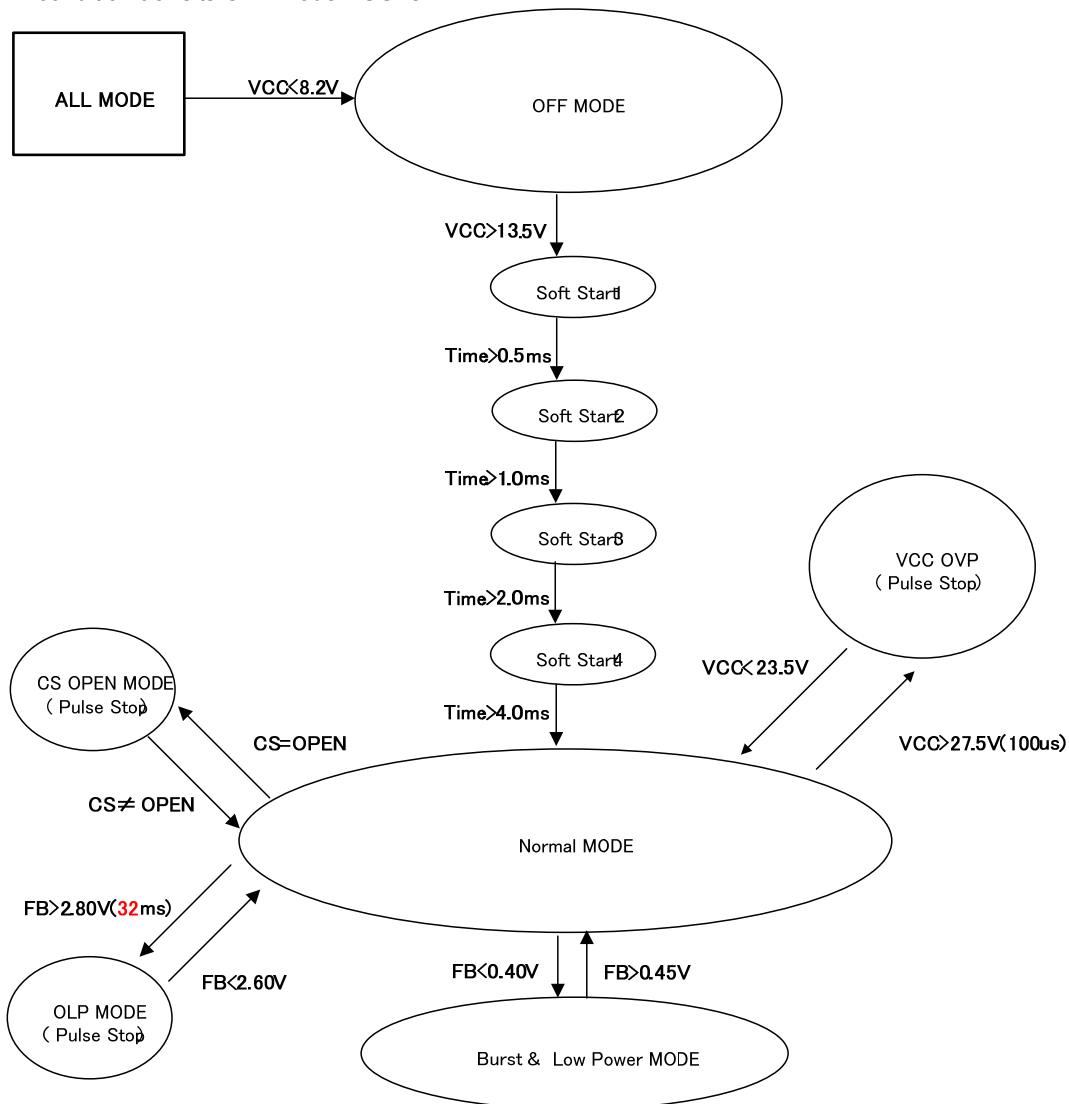 ALL MODE
VCC<8.2V
OFF MODE
VCC>13.5V
Soft Start1
Time>0.5ms
Soft Start2
Time>1.0ms
Soft Start3
VCC OVP
( Pulse Stop)
Time>2.0ms
Soft Start4
VCC<23.5V
CS OPEN MODE
( Pulse Stop)
Time>4.0ms
CS=OPEN
VCC>27.5V(100us)
CS≠ OPEN
Normal MODE
FB>2.80V(32ms)
FB<2.60V
FB<0.40V
FB>0.45V
OLP MODE
( Pulse Stop)
Burst & Low Power MODE